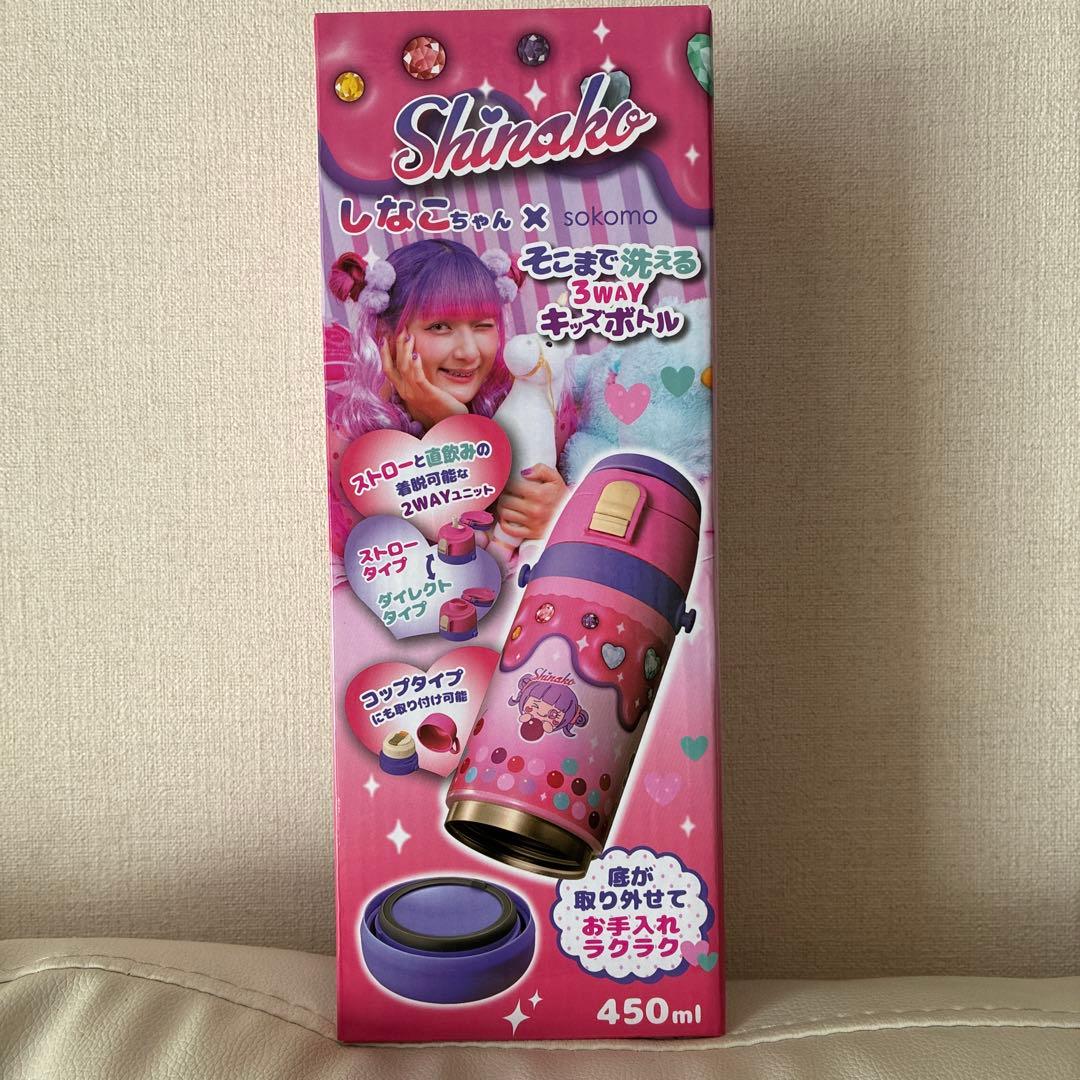 Shinako
しなこちゃん × sokomo
そこまで洗える
3WAY
キッズボトル
ストローと直飲みの
着脱可能な
2WAYユニット
ストロー
タイプ
ダイレクト
タイプ
コップタイプ
にも取り付け可能
Shinako
底が
取り外せて
お手入れ
ラクラク
450ml